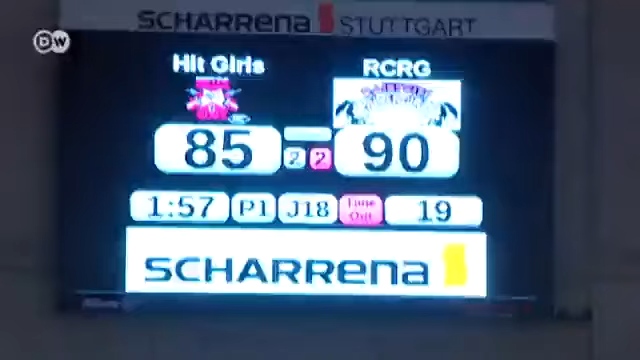 SCHARRena STUTTGART
DW
Hit Girls RCRG
85 2 2 90
1:57 P1 J18 Time Out 19
SCHARRena